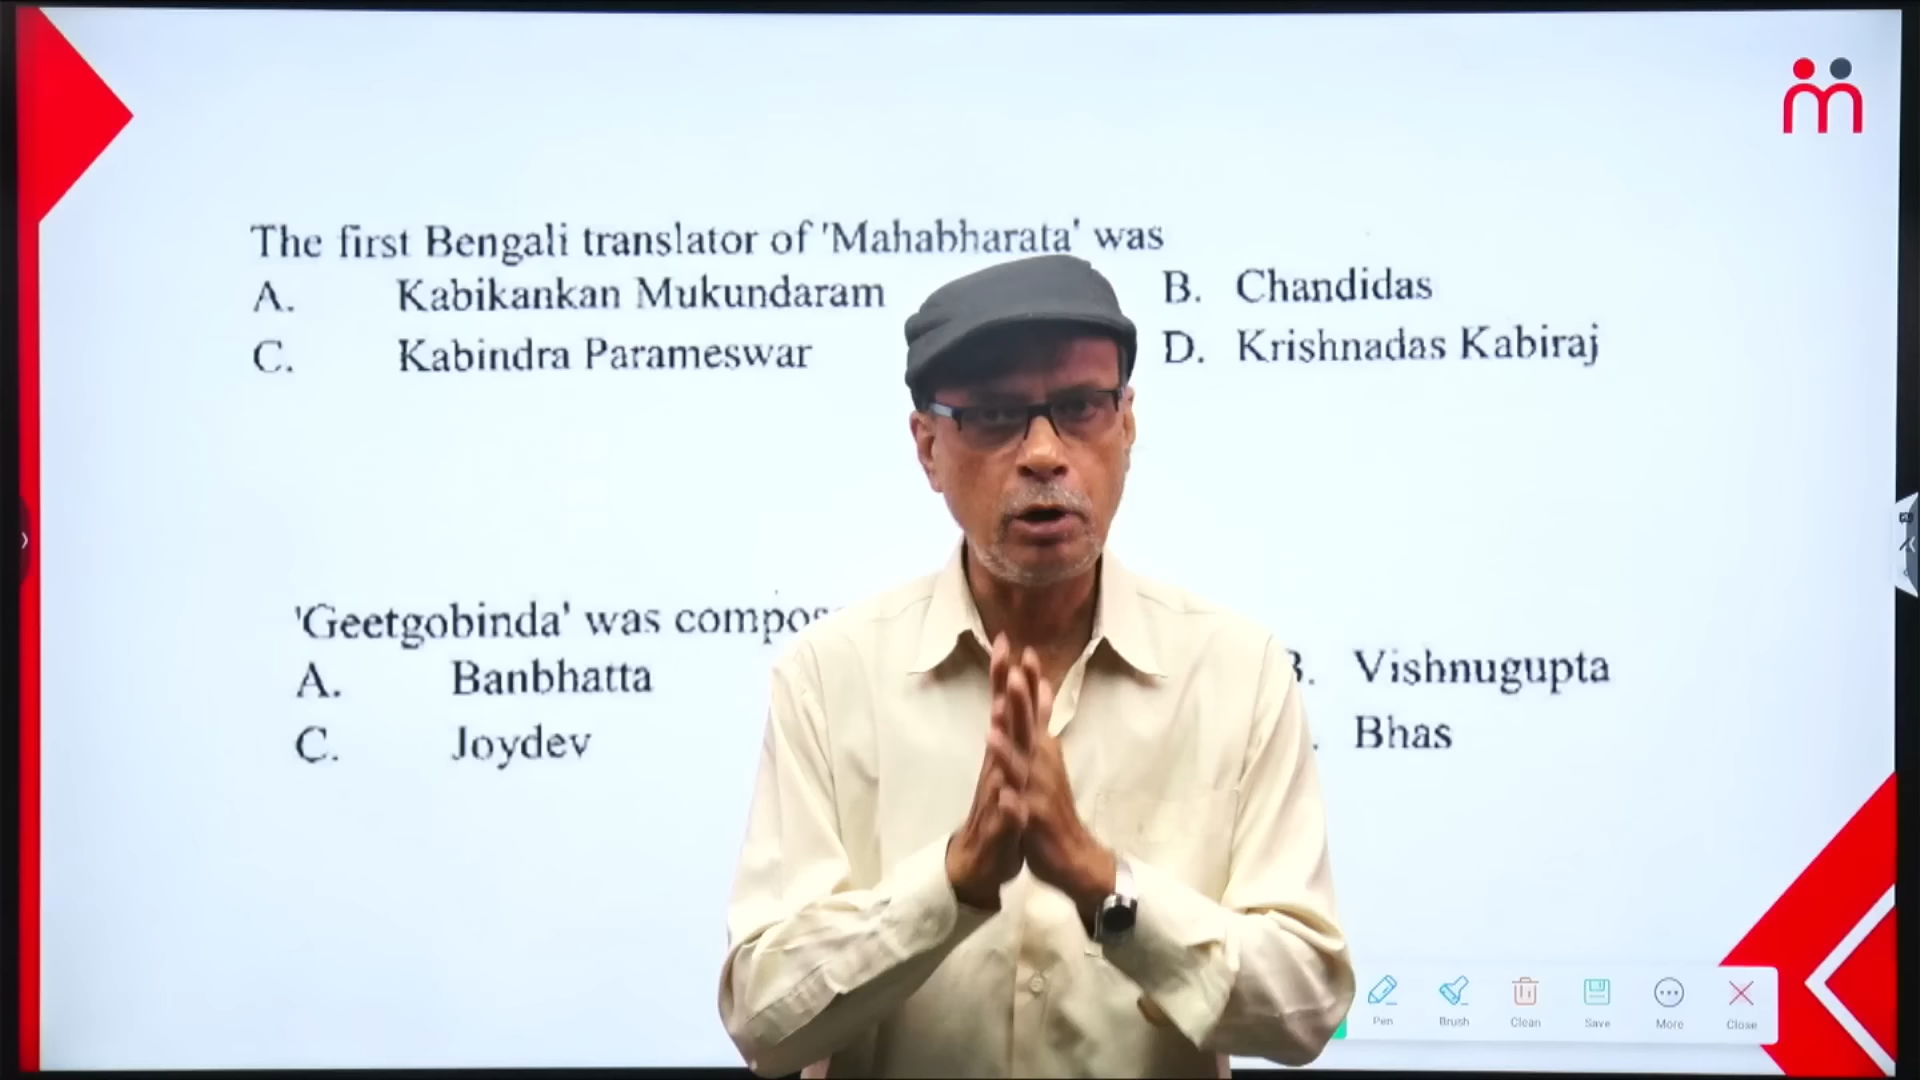 The first Bengali translator of 'Mahabharata' was
A. Kabikankan Mukundaram B. Chandidas
C. Kabindra Parameswar D. Krishnadas Kabiraj
'Geetgobinda' was
A. Banbhatta B. Vishnugupta
C. Joydev Bhas
Pen Brush Clean Save More Close